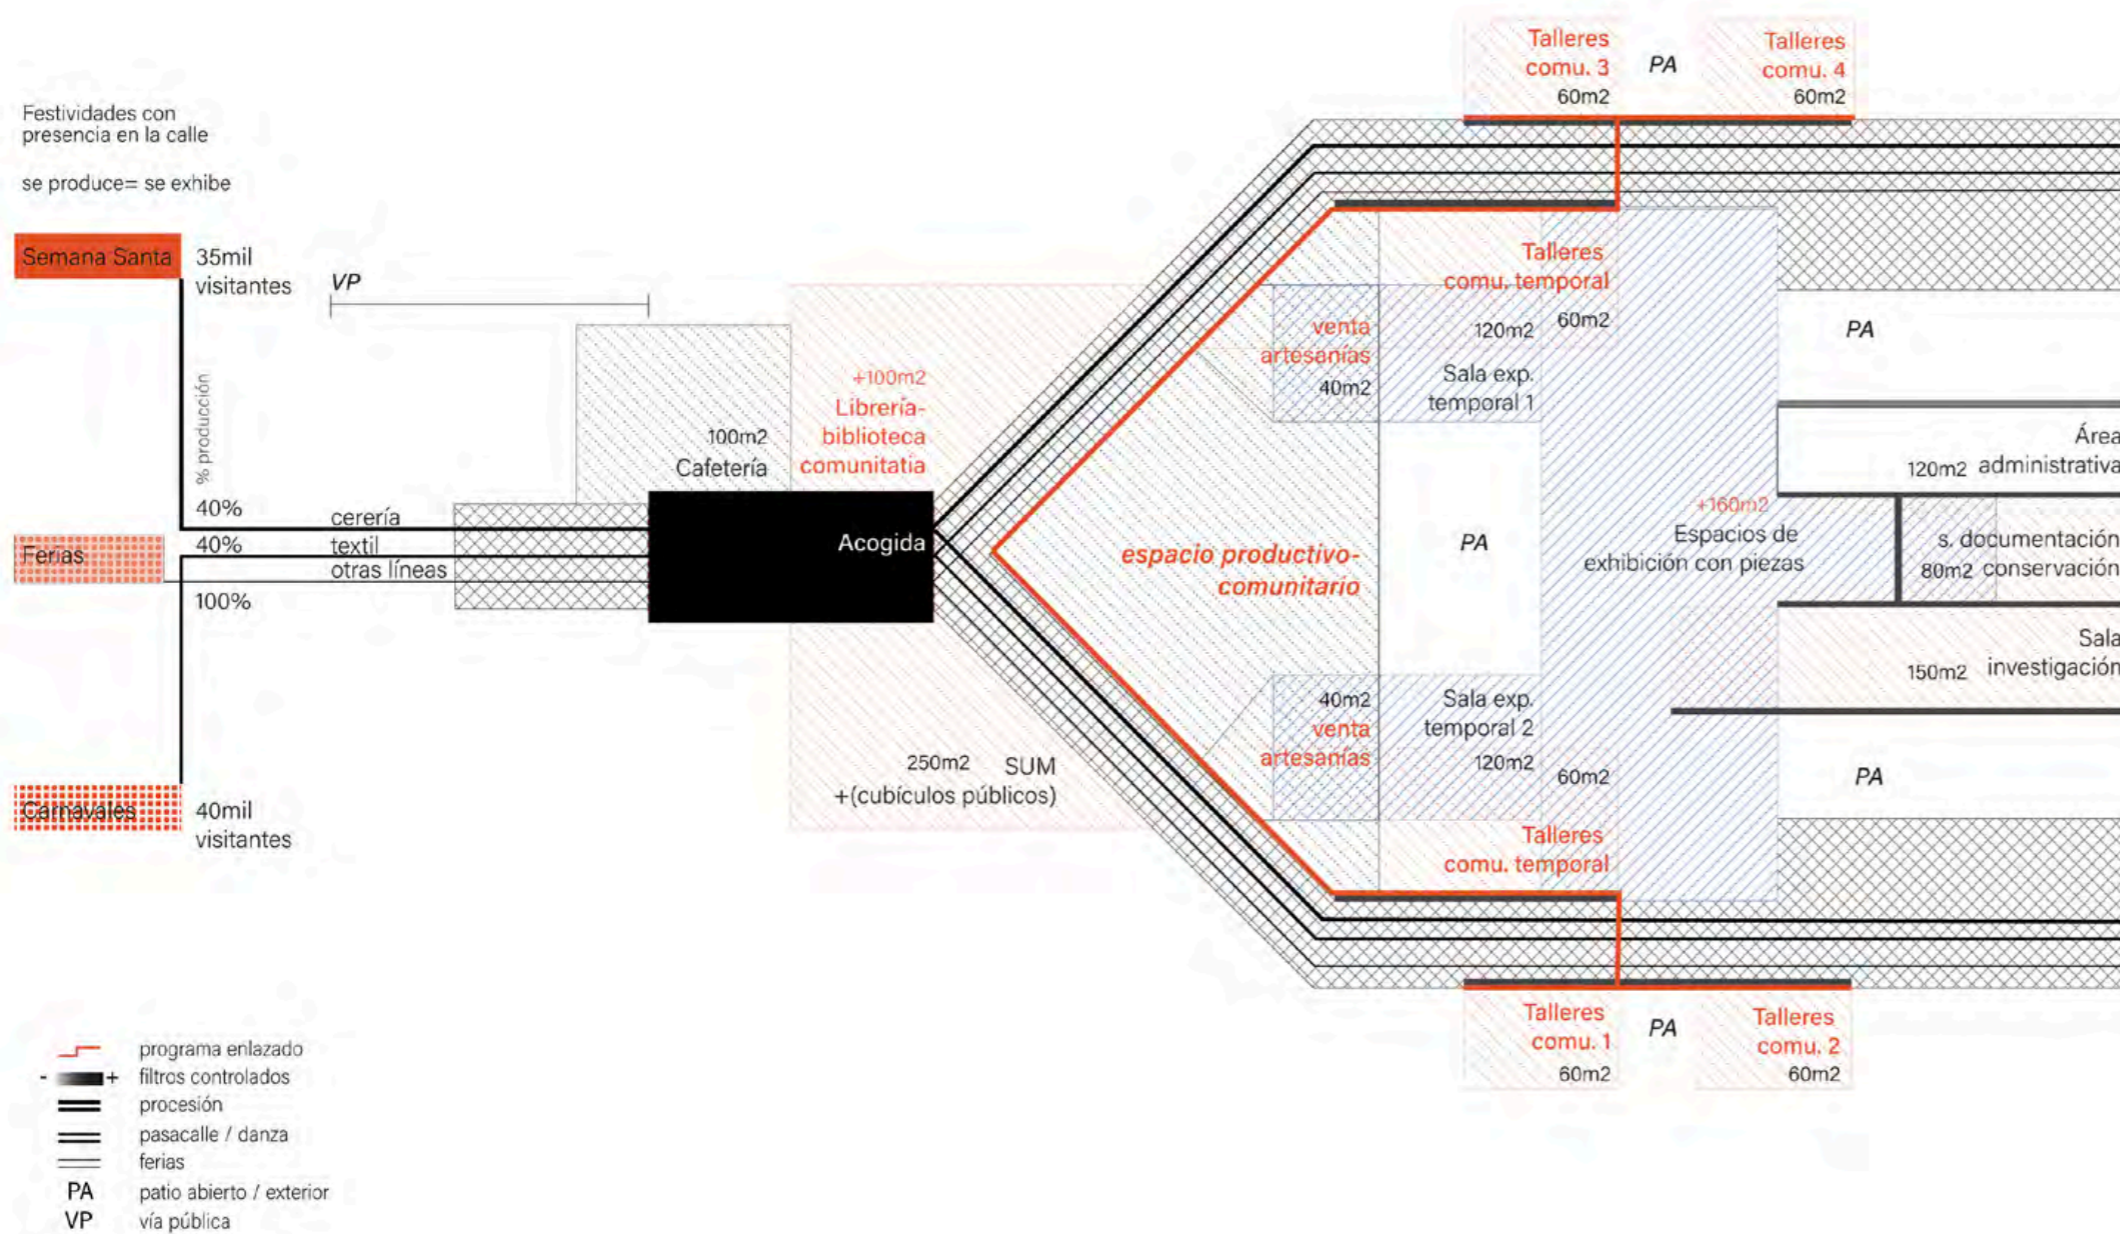 Festividades con
presencia en la calle
se produce= se exhibe
Semana Santa
35mil
visitantes
VP
% producción
40%
40%
100%
Ferias
cerería
textil
otras líneas
Carnavales
40mil
visitantes
100m2
Cafetería
+100m2
Librería-
biblioteca
comunitatia
Acogida
250m2 SUM
+(cubículos públicos)
espacio productivo-
comunitario
Talleres
comu. 3
60m2
PA
Talleres
comu. 4
60m2
Talleres
comu. temporal
60m2
venta
artesanías
40m2
120m2
Sala exp.
temporal 1
PA
PA
+160m2
Espacios de
exhibición con piezas
Área
120m2 administrativa
s. documentación
80m2 conservación
Sala
150m2 investigación
40m2
venta
artesanías
Sala exp.
temporal 2
120m2
60m2
Talleres
comu. temporal
PA
Talleres
comu. 1
60m2
PA
Talleres
comu. 2
60m2
programa enlazado
- + filtros controlados
procesión
pasacalle / danza
ferias
PA patio abierto / exterior
VP vía pública